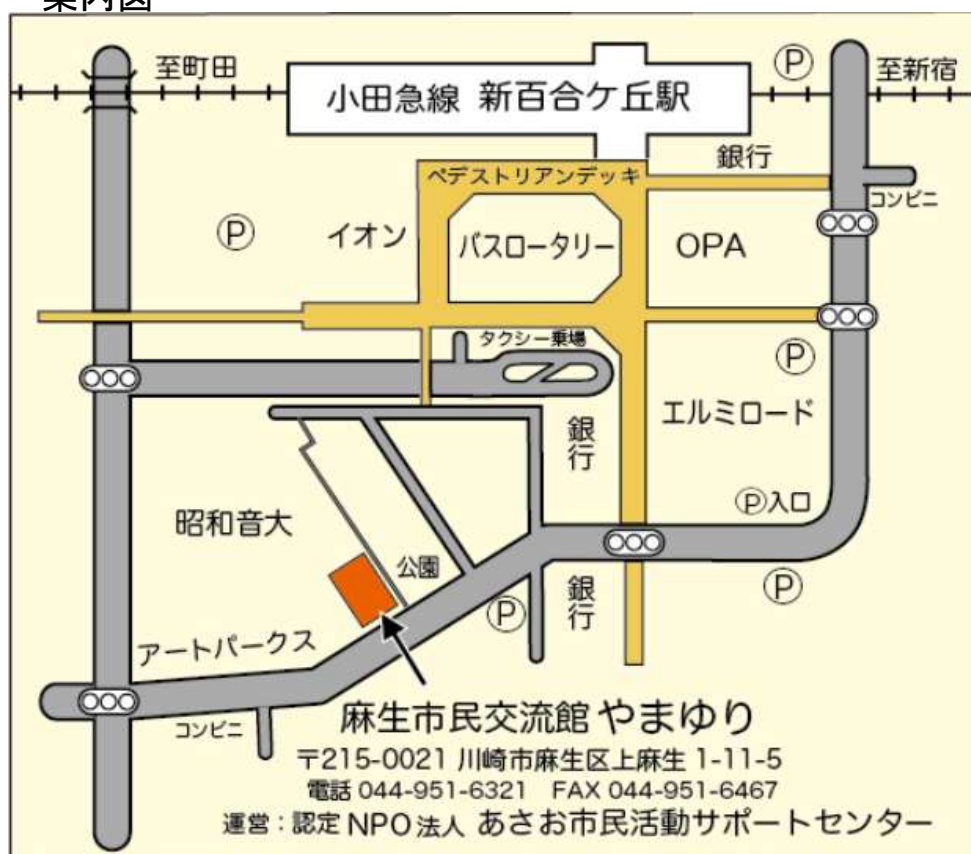 案内図
至町田
小田急線 新百合ケ丘駅
P
至新宿
銀行
ペデストリアンデッキ
コンビニ
P
イオン
バスロータリー
OPA
タクシー乗場
P
エルミロード
銀行
P入口
昭和音大
公園
銀行
P
P
アートパークス
コンビニ
麻生市民交流館 やまゆり
〒215-0021 川崎市麻生区上麻生 1-11-5
電話 044-951-6321 FAX 044-951-6467
運営：認定 NPO 法人 あさお市民活動サポートセンター